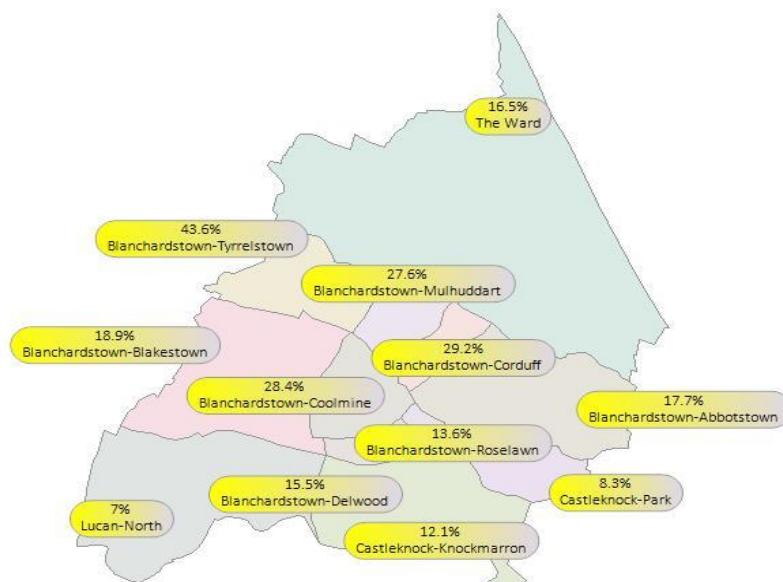 16.5%
The Ward
43.6%
Blanchardstown-Tyrrelstown
27.6%
Blanchardstown-Mulhuddart
18.9%
Blanchardstown-Blakestown
29.2%
Blanchardstown-Corduff
28.4%
Blanchardstown-Coolmine
17.7%
Blanchardstown-Abbotstown
13.6%
Blanchardstown-Roselawn
15.5%
Blanchardstown-Delwood
8.3%
Castleknock-Park
7%
Lucan-North
12.1%
Castleknock-Knockmarron